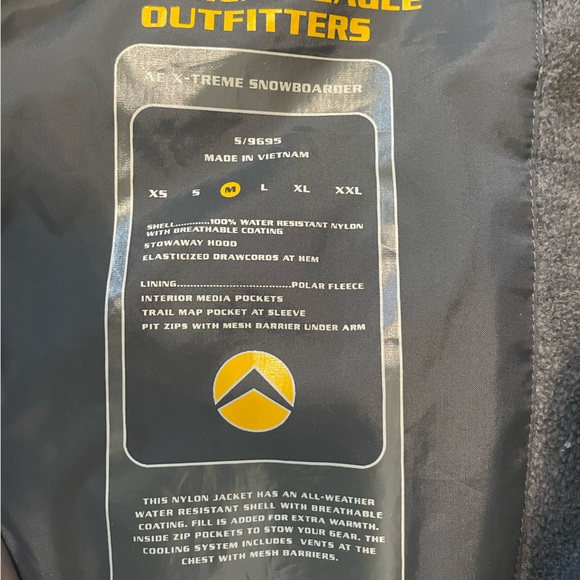 EAGLE
OUTFITTERS
AE X-TREME SNOWBOARDER
S/9695
MADE IN VIETNAM
XS S M L XL XXL
SHELL............100% WATER RESISTANT NYLON
WITH BREATHABLE COATING
STOWAWAY HOOD
ELASTICIZED DRAWCORDS AT HEM
LINING....................................POLAR FLEECE
INTERIOR MEDIA POCKETS
TRAIL MAP POCKET AT SLEEVE
PIT ZIPS WITH MESH BARRIER UNDER ARM
THIS NYLON JACKET HAS AN ALL-WEATHER
WATER RESISTANT SHELL WITH BREATHABLE
COATING. FILL IS ADDED FOR EXTRA WARMTH.
INSIDE ZIP POCKETS TO STOW YOUR GEAR. THE
COOLING SYSTEM INCLUDES VENTS AT THE
CHEST WITH MESH BARRIERS.